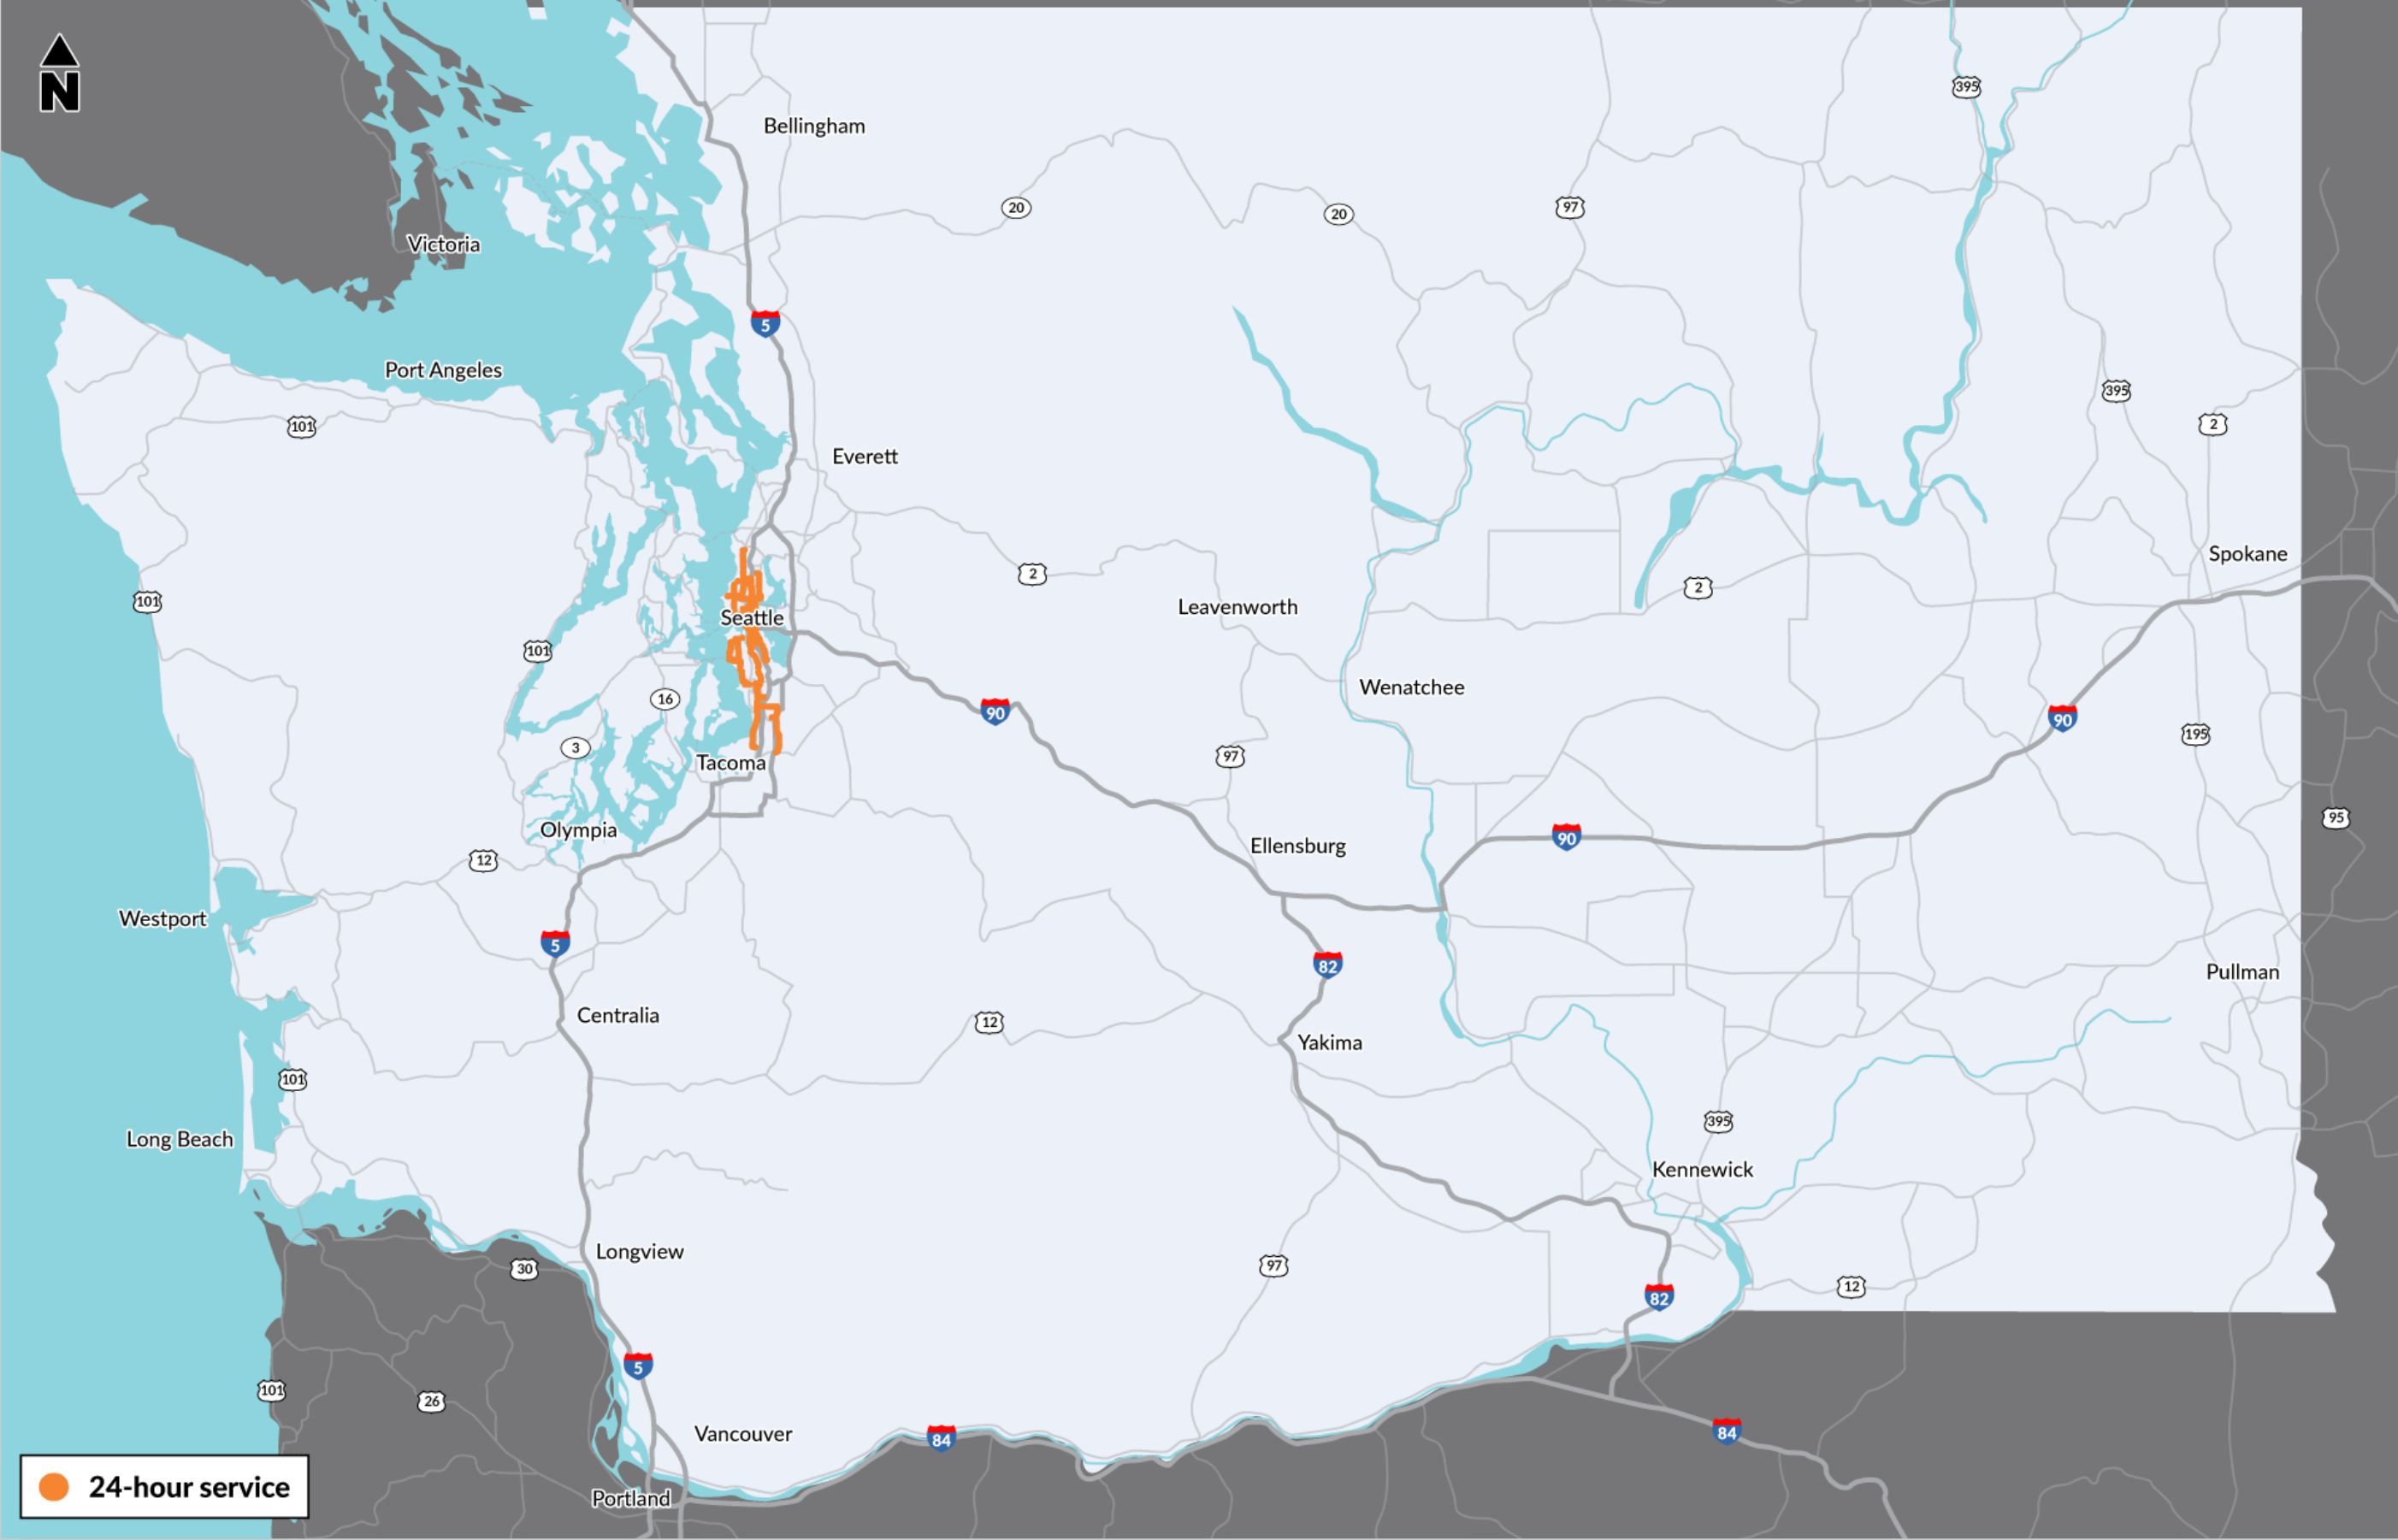 N
395
Bellingham
20
20
97
Victoria
5
Port Angeles
395
101
2
Everett
Spokane
2
2
101
Leavenworth
Seattle
101
Wenatchee
16
90
90
195
3
97
Tacoma
95
Olympia
90
Ellensburg
12
Westport
5
82
Pullman
Centralia
12
Yakima
101
395
Long Beach
Kennewick
Longview
30
97
12
82
5
101
26
Vancouver
84
84
24-hour service
Portland